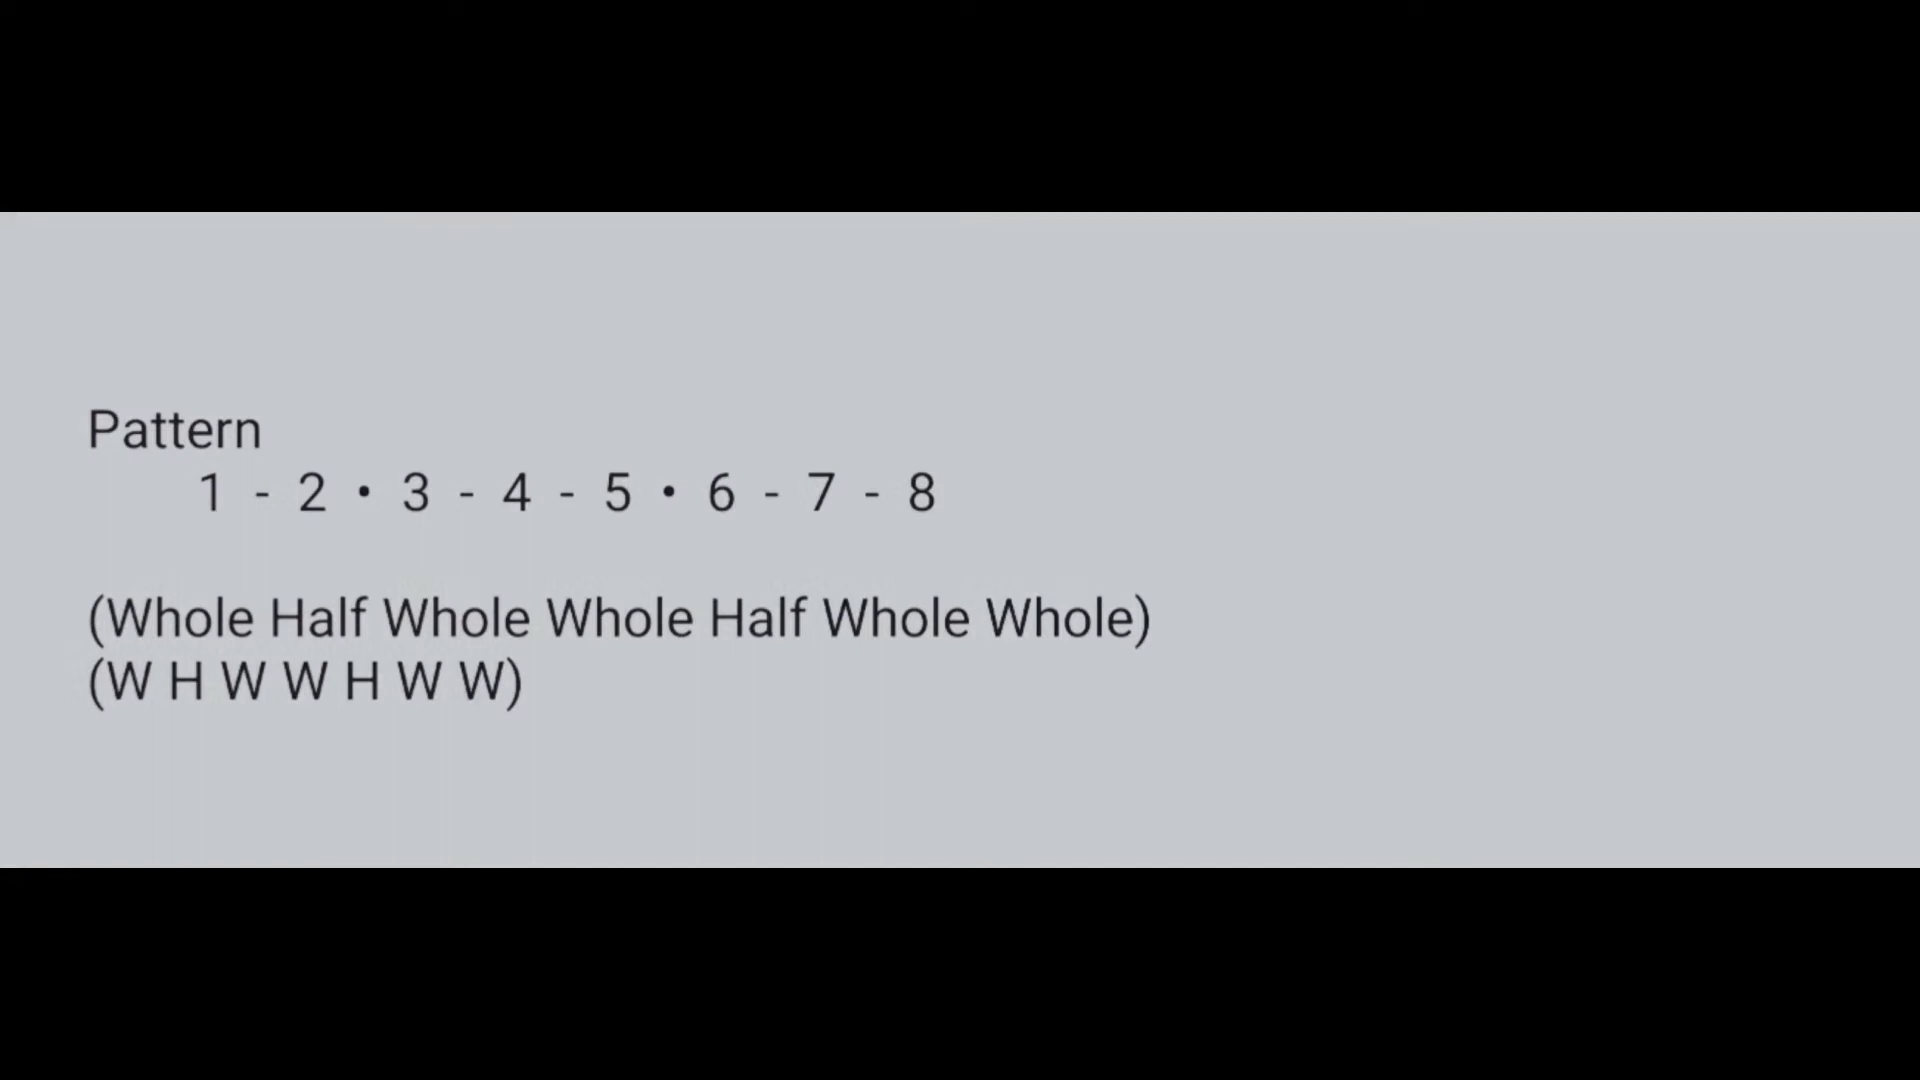 Pattern
1 - 2 • 3 - 4 - 5 • 6 - 7 - 8
(Whole Half Whole Whole Half Whole Whole)
(W H W W H W W)